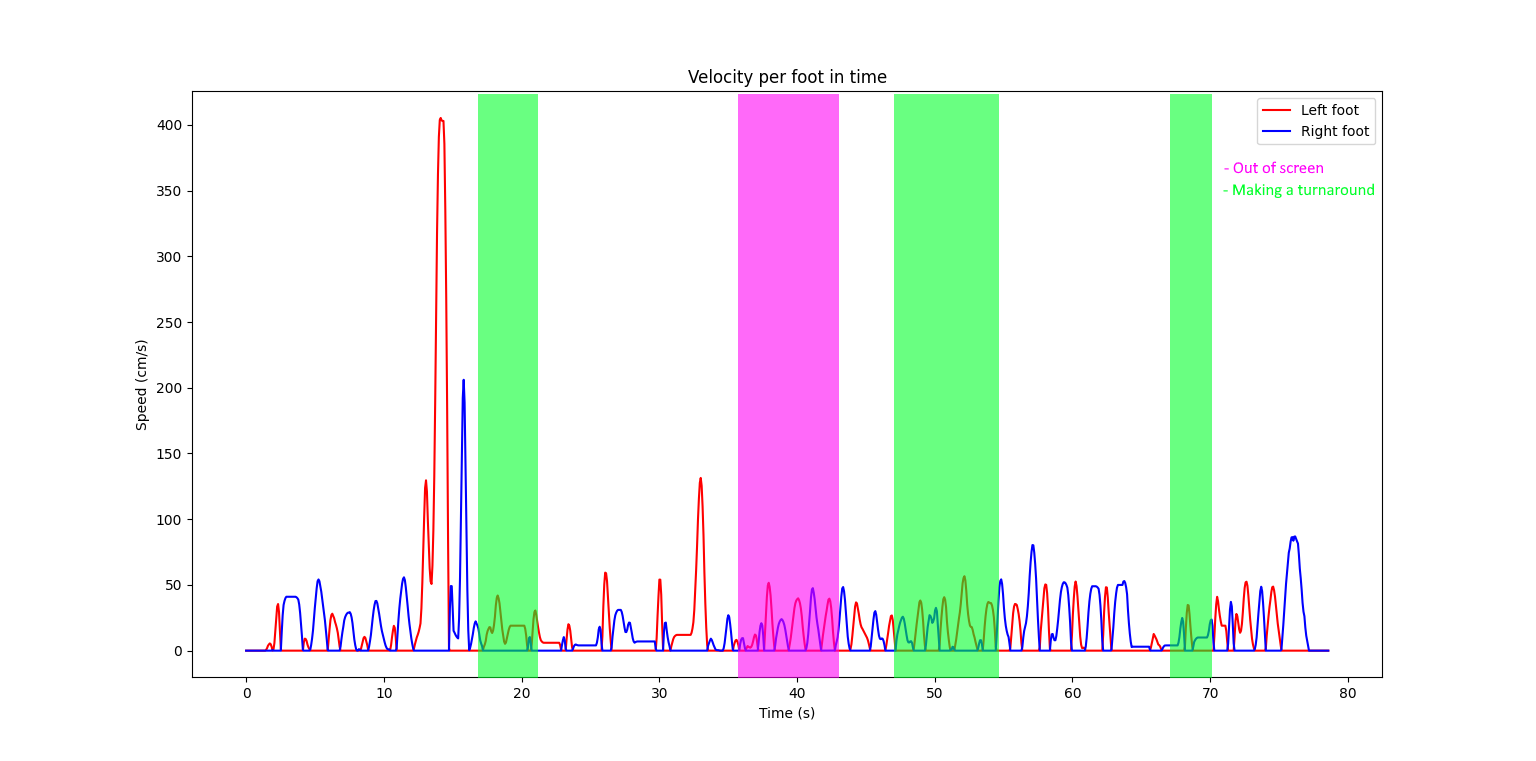 Velocity per foot in time
Left foot
Right foot
- Out of screen
- Making a turnaround
400
350
300
250
200
150
100
50
0
Speed (cm/s)
0 10 20 30 40 50 60 70 80
Time (s)